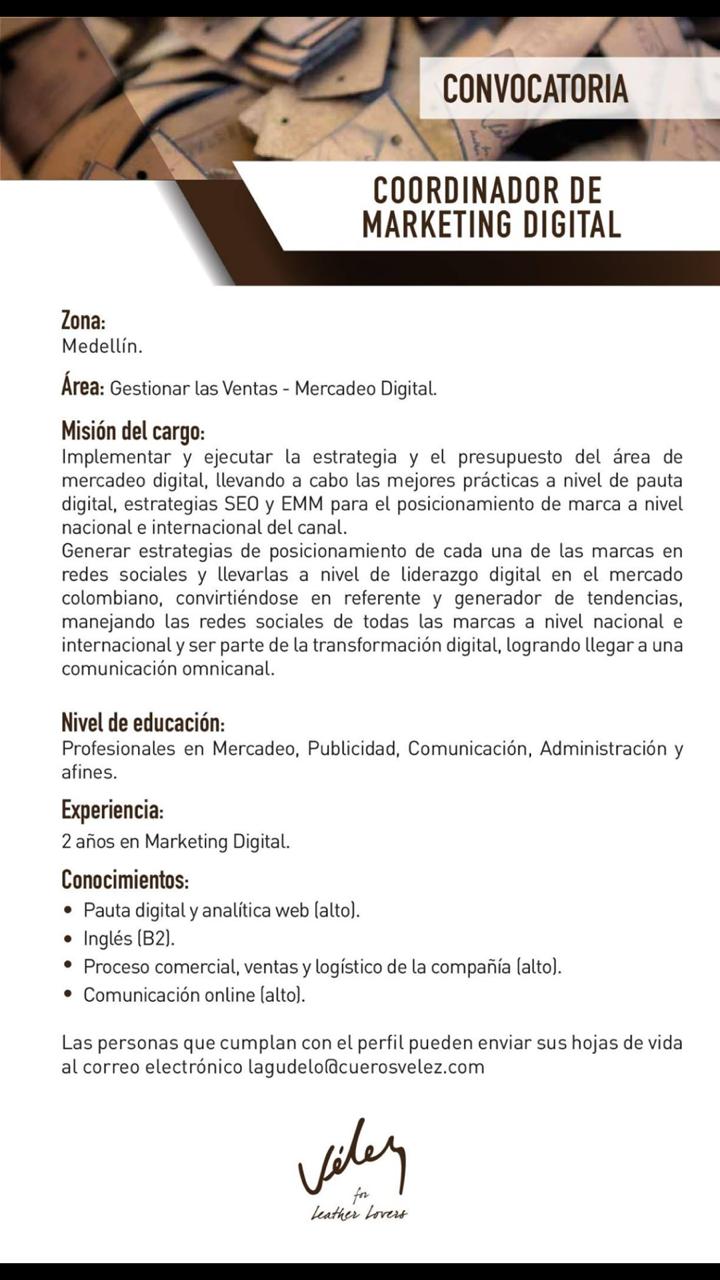 CONVOCATORIA
COORDINADOR DE
MARKETING DIGITAL
Zona:
Medellín.
Área: Gestionar las Ventas - Mercadeo Digital.
Misión del cargo:
Implementar y ejecutar la estrategia y el presupuesto del área de
mercadeo digital, llevando a cabo las mejores prácticas a nivel de pauta
digital, estrategias SEO y EMM para el posicionamiento de marca a nivel
nacional e internacional del canal.
Generar estrategias de posicionamiento de cada una de las marcas en
redes sociales y llevarlas a nivel de liderazgo digital en el mercado
colombiano, convirtiéndose en referente y generador de tendencias,
manejando las redes sociales de todas las marcas a nivel nacional e
internacional y ser parte de la transformación digital, logrando llegar a una
comunicación omnicanal.
Nivel de educación:
Profesionales en Mercadeo, Publicidad, Comunicación, Administración y
afines.
Experiencia:
2 años en Marketing Digital.
Conocimientos:
• Pauta digital y analítica web (alto).
• Inglés (B2).
• Proceso comercial, ventas y logístico de la compañía (alto).
• Comunicación online (alto).
Las personas que cumplan con el perfil pueden enviar sus hojas de vida
al correo electrónico lagudelo@cuerosvelez.com
Vélez
for
Leather Lovers